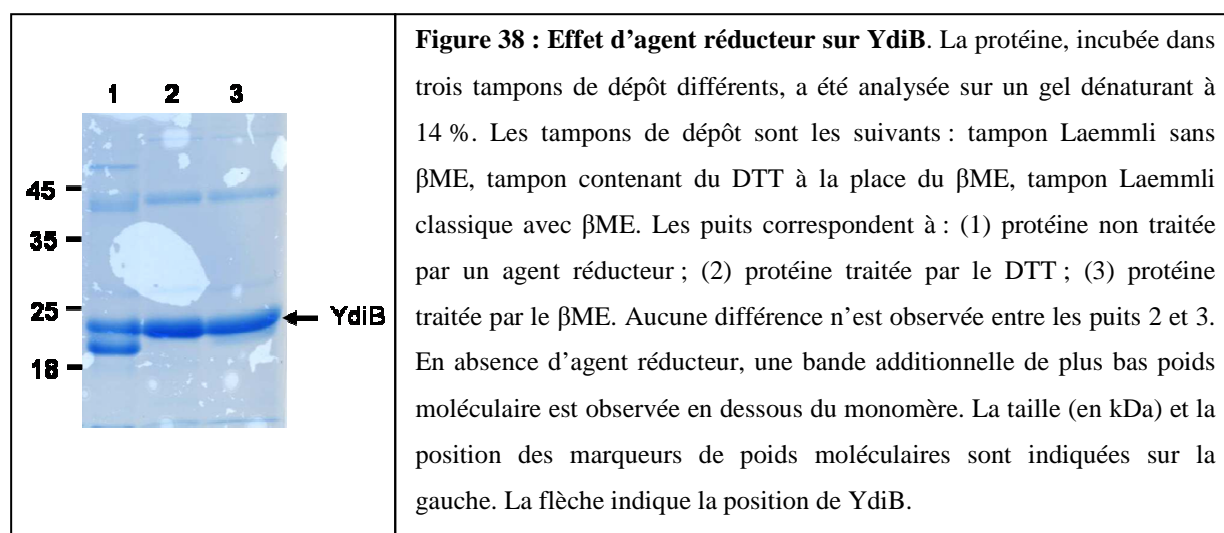 1 2 3
45
35
25
YdiB
18
Figure 38 : Effet d’agent réducteur sur YdiB. La protéine, incubée dans
trois tampons de dépôt différents, a été analysée sur un gel dénaturant à
14 %. Les tampons de dépôt sont les suivants : tampon Laemmli sans
βME, tampon contenant du DTT à la place du βME, tampon Laemmli
classique avec βME. Les puits correspondent à : (1) protéine non traitée
par un agent réducteur ; (2) protéine traitée par le DTT ; (3) protéine
traitée par le βME. Aucune différence n’est observée entre les puits 2 et 3.
En absence d’agent réducteur, une bande additionnelle de plus bas poids
moléculaire est observée en dessous du monomère. La taille (en kDa) et la
position des marqueurs de poids moléculaires sont indiquées sur la
gauche. La flèche indique la position de YdiB.